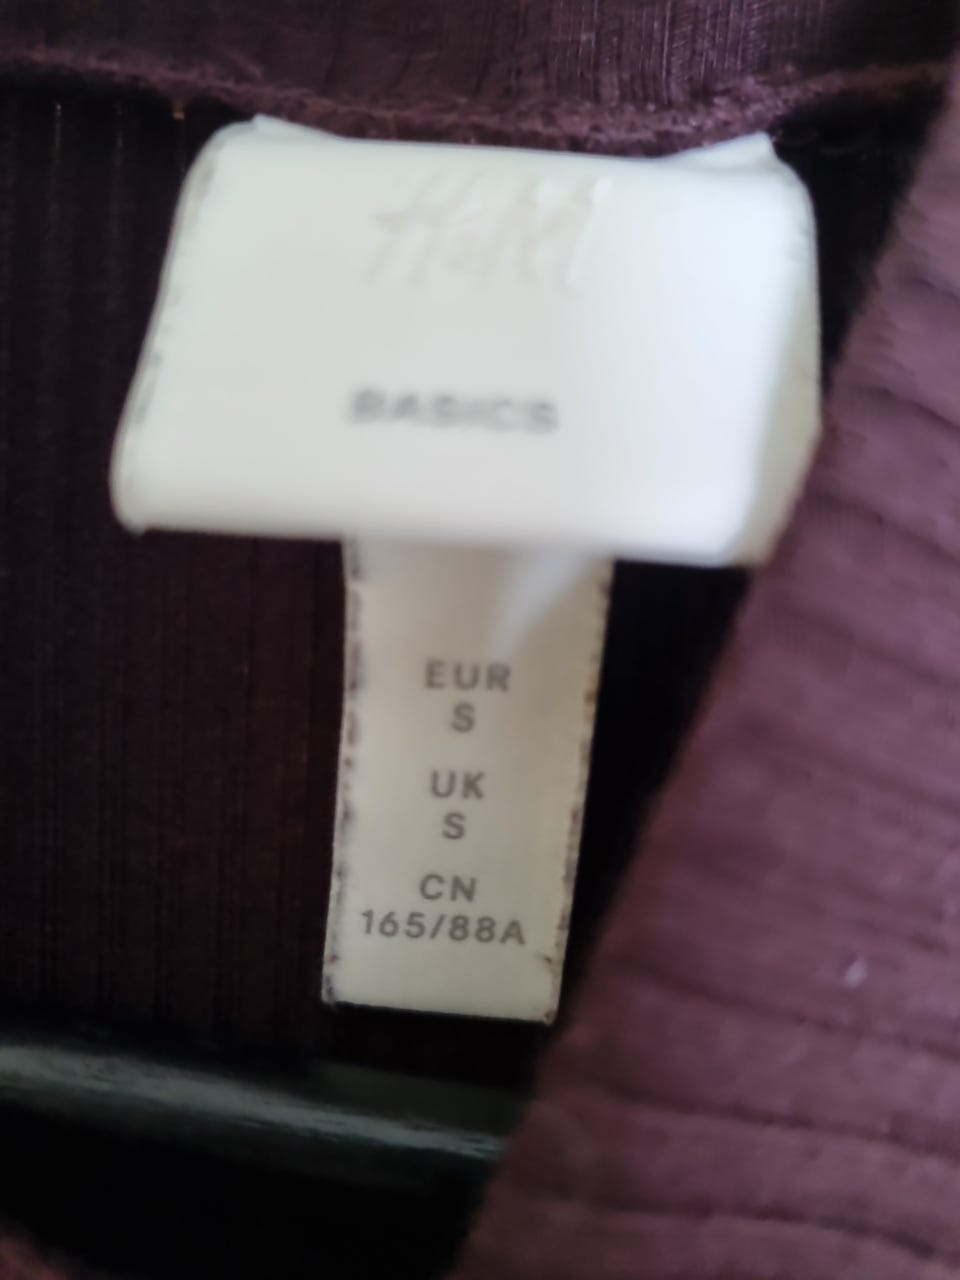 H&M
BASICS
EUR
S
UK
S
CN
165/88A